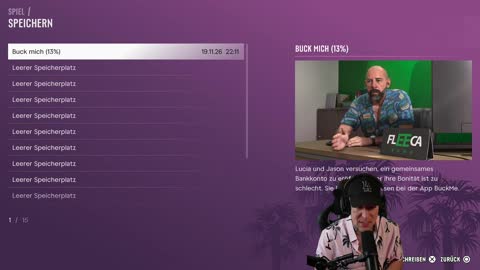 SPIEL /
SPEICHERN
Buck mich (13%) 19.11.26 22:11
Leerer Speicherplatz
Leerer Speicherplatz
Leerer Speicherplatz
Leerer Speicherplatz
Leerer Speicherplatz
Leerer Speicherplatz
Leerer Speicherplatz
Leerer Speicherplatz
Leerer Speicherplatz
1 / 16
BUCK MICH (13%)
FLEECA
Lucia und Jason versuchen, ein gemeinsames
Bankkonto zu
ihre Bonität ist zu
schlecht. Sie
bei der App BuckMe.
ZURÜCK